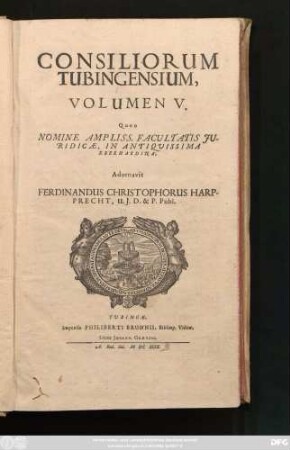 CONSILIORUM
TUBINGENSIUM,
VOLUMEN V.
Quod
NOMINE AMPLISS. FACULTATIS JU-
RIDICÆ, IN ANTIQUISSIMA
EBERHARDINA,
Adornavit
FERDINANDUS CHRISTOPHORUS HARP-
PRECHT, U. J. D. & P. Publ.
TUBINGÆ,
Impensis PHILIBERTI BRUNNII, Bibliop. Viduæ.